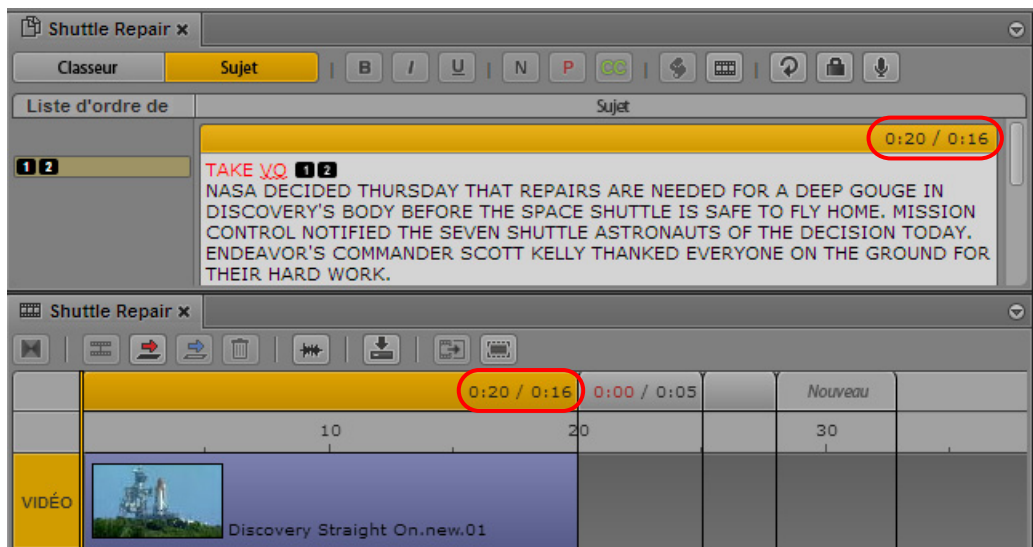 Shuttle Repair ×
Classeur Sujet B I U N P CC
Liste d'ordre de Sujet
0:20 / 0:16
1 2 TAKE VO 1 2
NASA DECIDED THURSDAY THAT REPAIRS ARE NEEDED FOR A DEEP GOUGE IN
DISCOVERY'S BODY BEFORE THE SPACE SHUTTLE IS SAFE TO FLY HOME. MISSION
CONTROL NOTIFIED THE SEVEN SHUTTLE ASTRONAUTS OF THE DECISION TODAY.
ENDEAVOR'S COMMANDER SCOTT KELLY THANKED EVERYONE ON THE GROUND FOR
THEIR HARD WORK.
Shuttle Repair ×
0:20 / 0:16 0:00 / 0:05 Nouveau
10 20 30
VIDÉO
Discovery Straight On.new.01